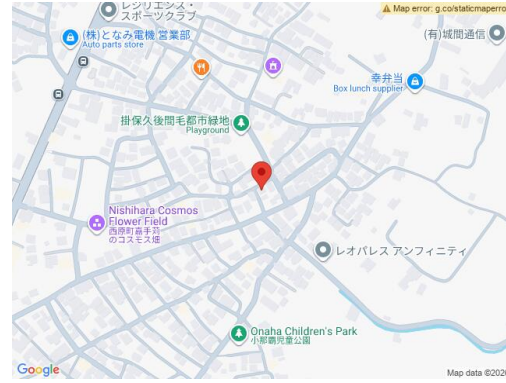 レジリエンス・
スポーツクラブ
Map error: g.co/staticmaperro
(株)となみ電機 営業部
Auto parts store
(有)城間通信
幸弁当
Box lunch supplier
掛保久後間毛都市緑地
Playground
Nishihara Cosmos
Flower Field
西原町嘉手苅
のコスモス畑
レオパレス アンフィニティ
Onaha Children's Park
小那覇児童公園
Google
Map data ©2026